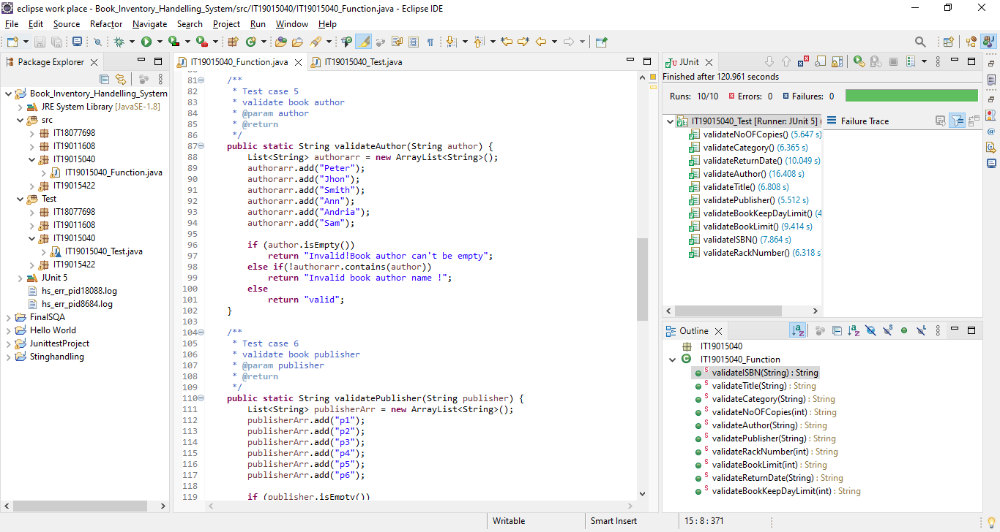 eclipse work place - Book_Inventory_Handelling_System/src/IT19015040/IT19015040_Function.java - Eclipse IDE
File Edit Source Refactor Navigate Search Project Run Window Help
Package Explorer
Book_Inventory_Handelling_System
JRE System Library [JavaSE-1.8]
src
IT18077698
IT19011608
IT19015040
IT19015040_Function.java
IT19015422
Test
IT18077698
IT19011608
IT19015040
IT19015040_Test.java
IT19015422
JUnit 5
hs_err_pid18088.log
hs_err_pid8684.log
FinalSQA
Hello World
JunittestProject
Stinghandling
IT19015040_Function.java IT19015040_Test.java
81 /**
82 * Test case 5
83 * validate book author
84 * @param author
85 * @return
86 */
87 public static String validateAuthor(String author) {
88 List<String> authorarr = new ArrayList<String>();
89 authorarr.add("Peter");
90 authorarr.add("Jhon");
91 authorarr.add("Smith");
92 authorarr.add("Ann");
93 authorarr.add("Andria");
94 authorarr.add("Sam");
95
96 if (author.isEmpty())
97 return "Invalid!Book author can't be empty";
98 else if(!authorarr.contains(author))
99 return "Invalid book author name !";
100 else
101 return "valid";
102 }
103
104 /**
105 * Test case 6
106 * validate book publisher
107 * @param publisher
108 * @return
109 */
110 public static String validatePublisher(String publisher) {
111 List<String> publisherArr = new ArrayList<String>();
112 publisherArr.add("p1");
113 publisherArr.add("p2");
114 publisherArr.add("p3");
115 publisherArr.add("p4");
116 publisherArr.add("p5");
117 publisherArr.add("p6");
118
119 if (publisher.isEmpty())
JUnit
Finished after 120.961 seconds
Runs: 10/10 Errors: 0 Failures: 0
IT19015040_Test [Runner: JUnit 5] (
validateNoOFCopies() (5.647 s)
validateCategory() (6.365 s)
validateReturnDate() (10.049 s)
validateAuthor() (16.408 s)
validateTitle() (6.808 s)
validatePublisher() (5.512 s)
validateBookKeepDayLimit() (4
validateBookLimit() (9.414 s)
validateISBN() (7.864 s)
validateRackNumber() (6.318 s
Failure Trace
Outline
IT19015040
IT19015040_Function
validateISBN(String) : String
validateTitle(String) : String
validateCategory(String) : String
validateNoOFCopies(int) : String
validateAuthor(String) : String
validatePublisher(String) : String
validateRackNumber(int) : String
validateBookLimit(int) : String
validateReturnDate(String) : String
validateBookKeepDayLimit(int) : String
Writable Smart Insert 15 : 8 : 371